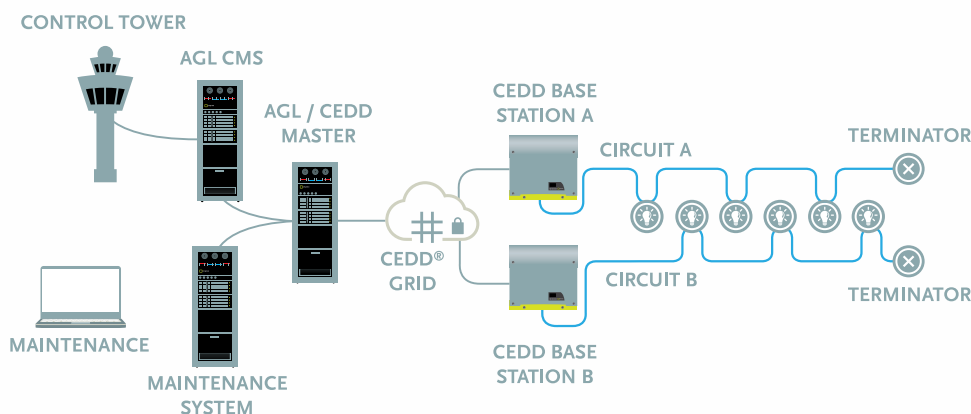 CONTROL TOWER
AGL CMS
AGL / CEDD
MASTER
CEDD BASE
STATION A
CIRCUIT A
TERMINATOR
CEDD®
GRID
CIRCUIT B
TERMINATOR
MAINTENANCE
CEDD BASE
STATION B
MAINTENANCE
SYSTEM